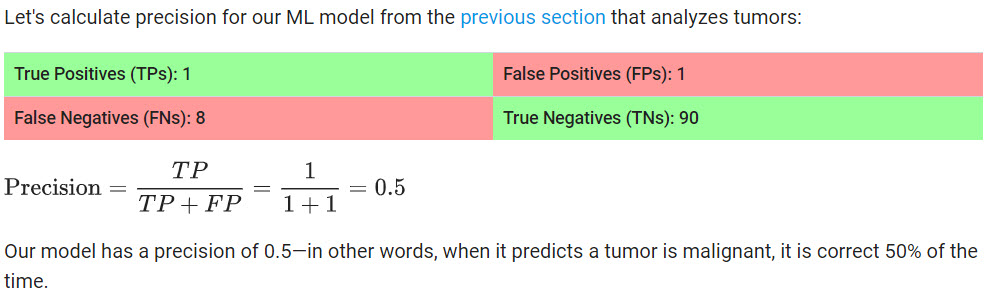 Let's calculate precision for our ML model from the previous section that analyzes tumors:
True Positives (TPs): 1
False Positives (FPs): 1
False Negatives (FNs): 8
True Negatives (TNs): 90
Precision = TP / (TP + FP) = 1 / (1 + 1) = 0.5
Our model has a precision of 0.5—in other words, when it predicts a tumor is malignant, it is correct 50% of the
time.